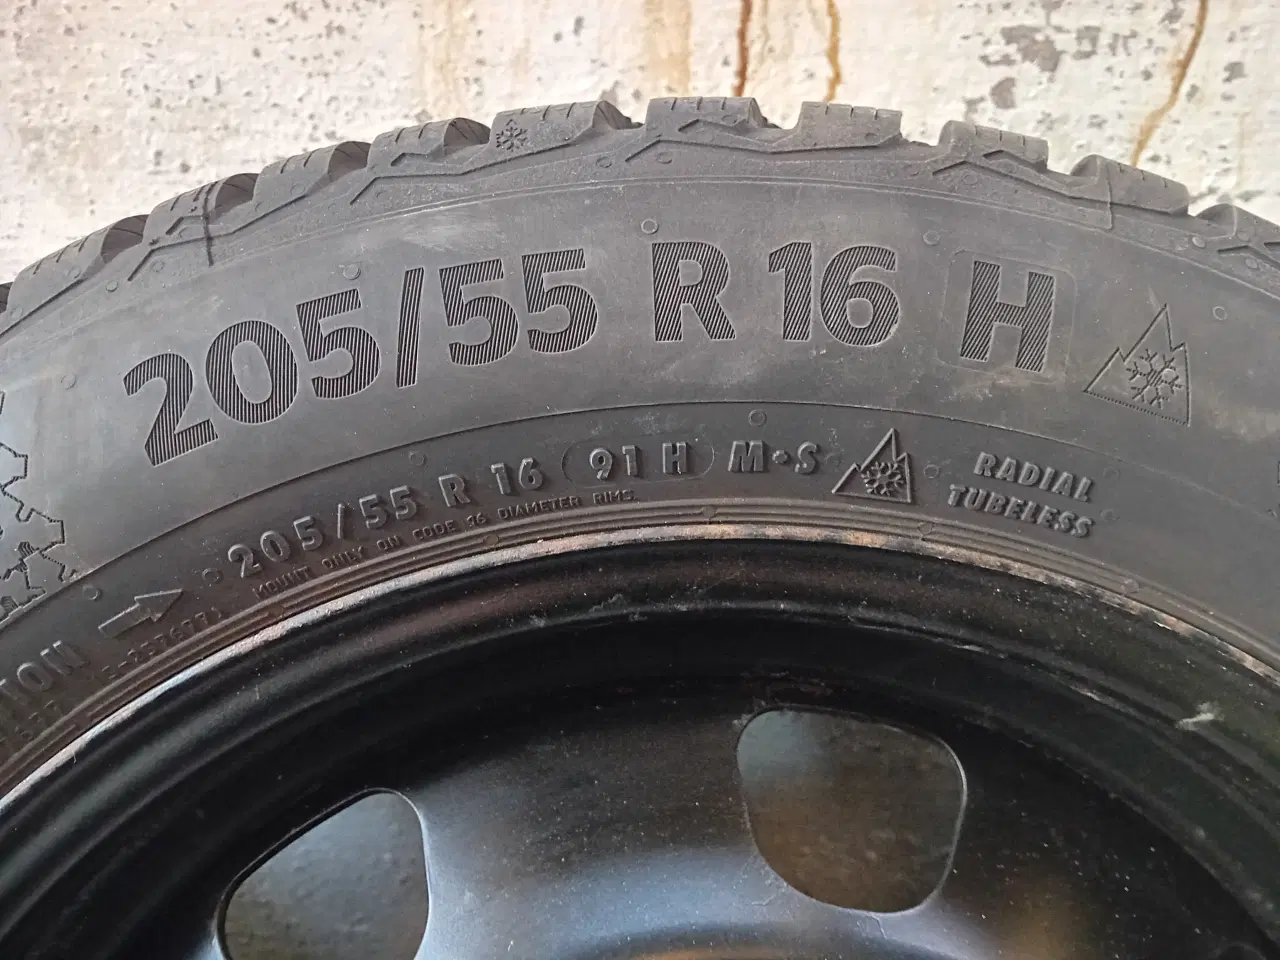 205/55 R 16 H
205/55 R 16 91 H M•S
RADIAL
TUBELESS
MOUNT ONLY ON CODE 16 DIAMETER RIMS